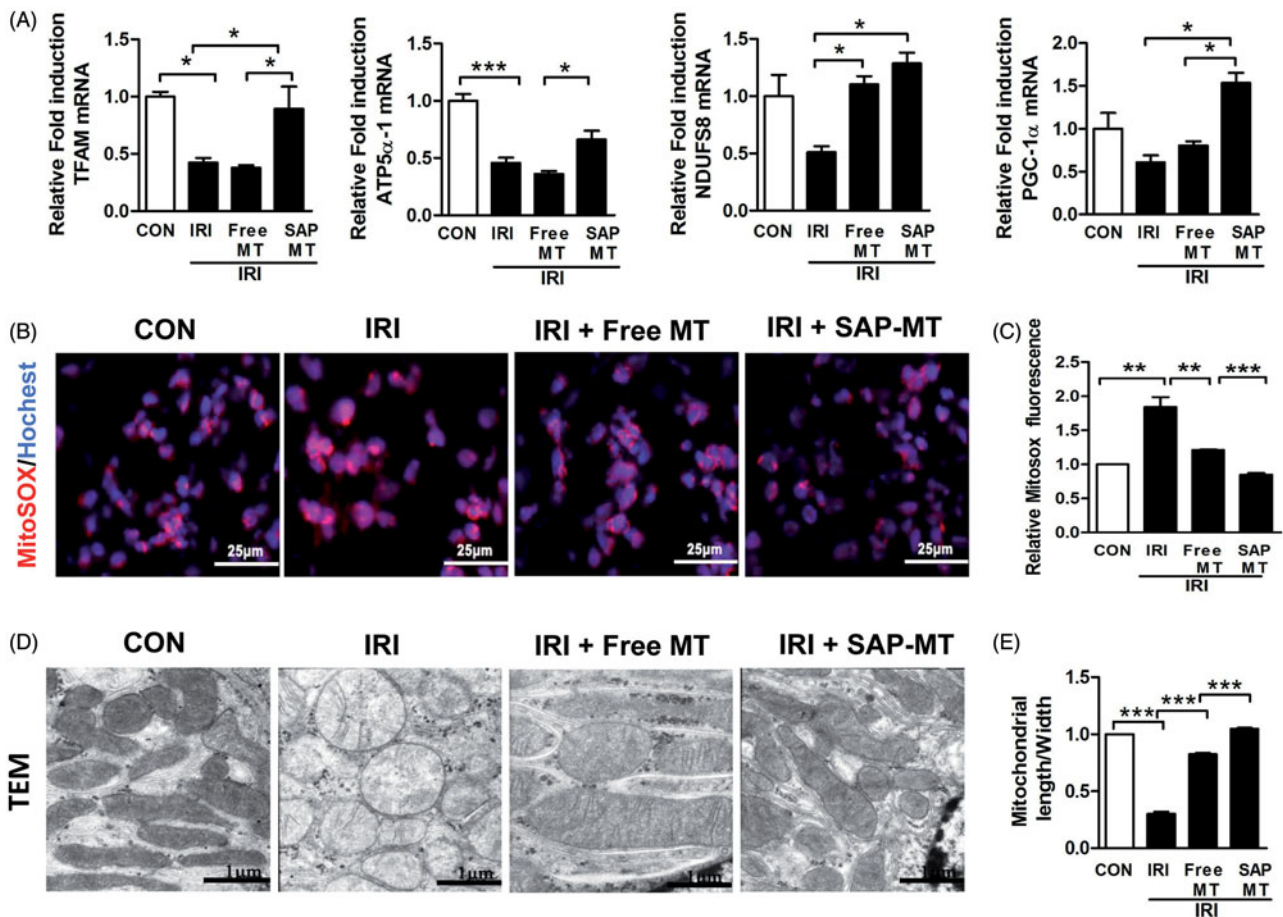 (A)
Relative Fold induction
TFAM mRNA
1.5
1.0
0.5
0.0
*
*
*
CON
IRI
Free
MT
SAP
MT
IRI
Relative Fold induction
ATP5α-1 mRNA
1.5
1.0
0.5
0.0
***
*
CON
IRI
Free
MT
SAP
MT
IRI
Relative Fold induction
NDUFS8 mRNA
1.5
1.0
0.5
0.0
*
*
CON
IRI
Free
MT
SAP
MT
IRI
Relative Fold induction
PGC-1α mRNA
2.0
1.5
1.0
0.5
0.0
*
*
CON
IRI
Free
MT
SAP
MT
IRI
(B)
CON
IRI
IRI + Free MT
IRI + SAP-MT
MitoSOX/Hochest
25μm
25μm
25μm
25μm
(C)
Relative Mitosox fluorescence
2.5
2.0
1.5
1.0
0.5
0.0
**
**
***
CON
IRI
Free
MT
SAP
MT
IRI
(D)
CON
IRI
IRI + Free MT
IRI + SAP-MT
TEM
1μm
1μm
1μm
1μm
(E)
Mitochondrial
length/Width
1.5
1.0
0.5
0.0
***
***
***
CON
IRI
Free
MT
SAP
MT
IRI